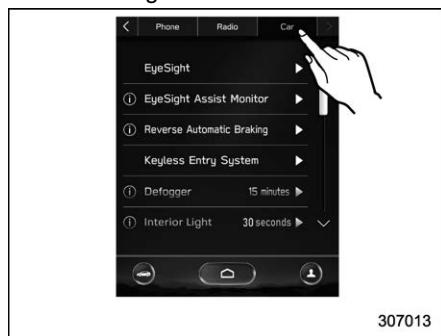 Phone Radio Car
EyeSight
EyeSight Assist Monitor
Reverse Automatic Braking
Keyless Entry System
Defogger 15 minutes
Interior Light 30 seconds
307013